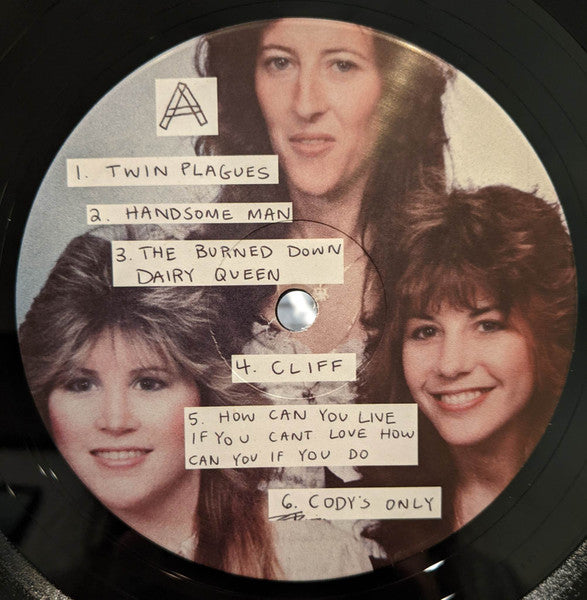 A
1. TWIN PLAGUES
2. HANDSOME MAN
3. THE BURNED DOWN
DAIRY QUEEN
4. CLIFF
5. HOW CAN YOU LIVE
IF YOU CANT LOVE HOW
CAN YOU IF YOU DO
6. CODY'S ONLY